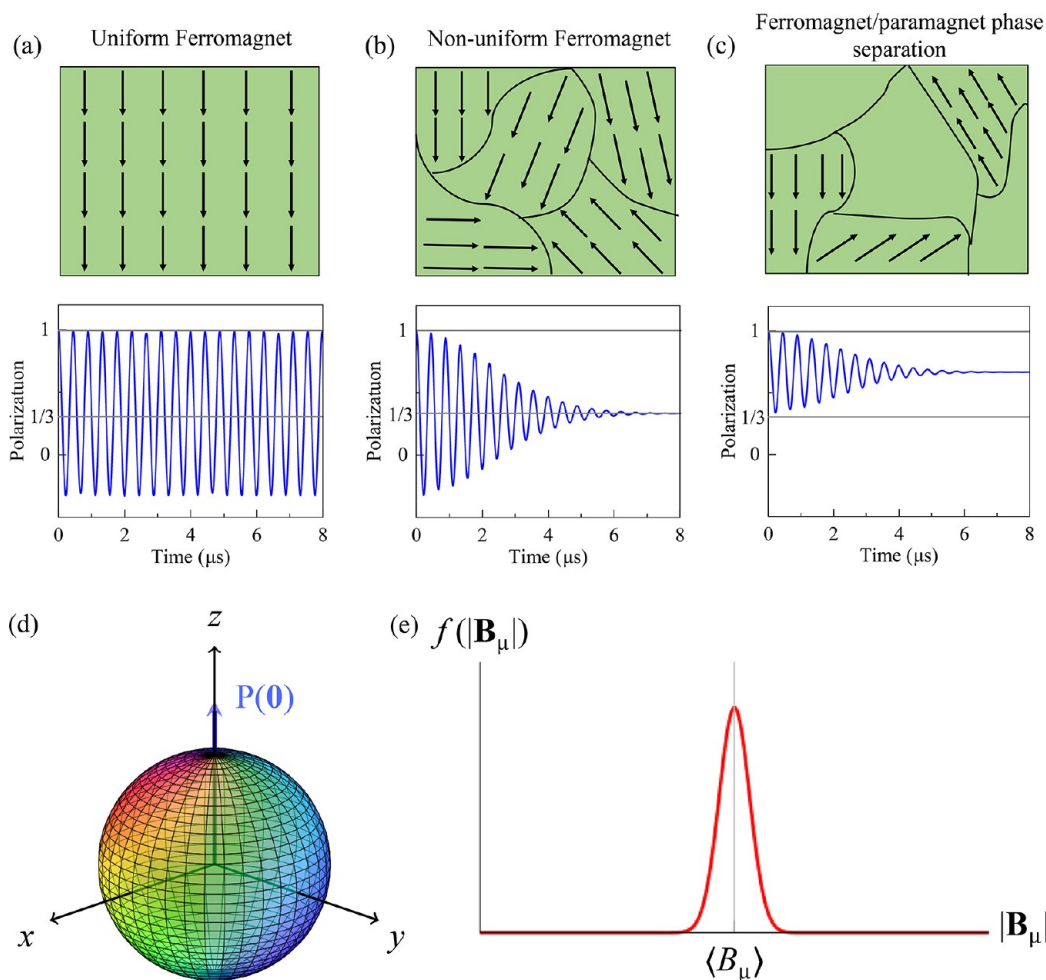 (a)
Uniform Ferromagnet
(b)
Non-uniform Ferromagnet
(c)
Ferromagnet/paramagnet phase
separation
Polarizatuon
1
1/3
0
0 2 4 6 8
Time (μs)
Polarization
1
1/3
0
0 2 4 6 8
Time (μs)
Polarization
1
1/3
0
0 2 4 6 8
Time (μs)
(d)
z
P(0)
x
y
(e)
f(|Bμ|)
|Bμ|
⟨Bμ⟩